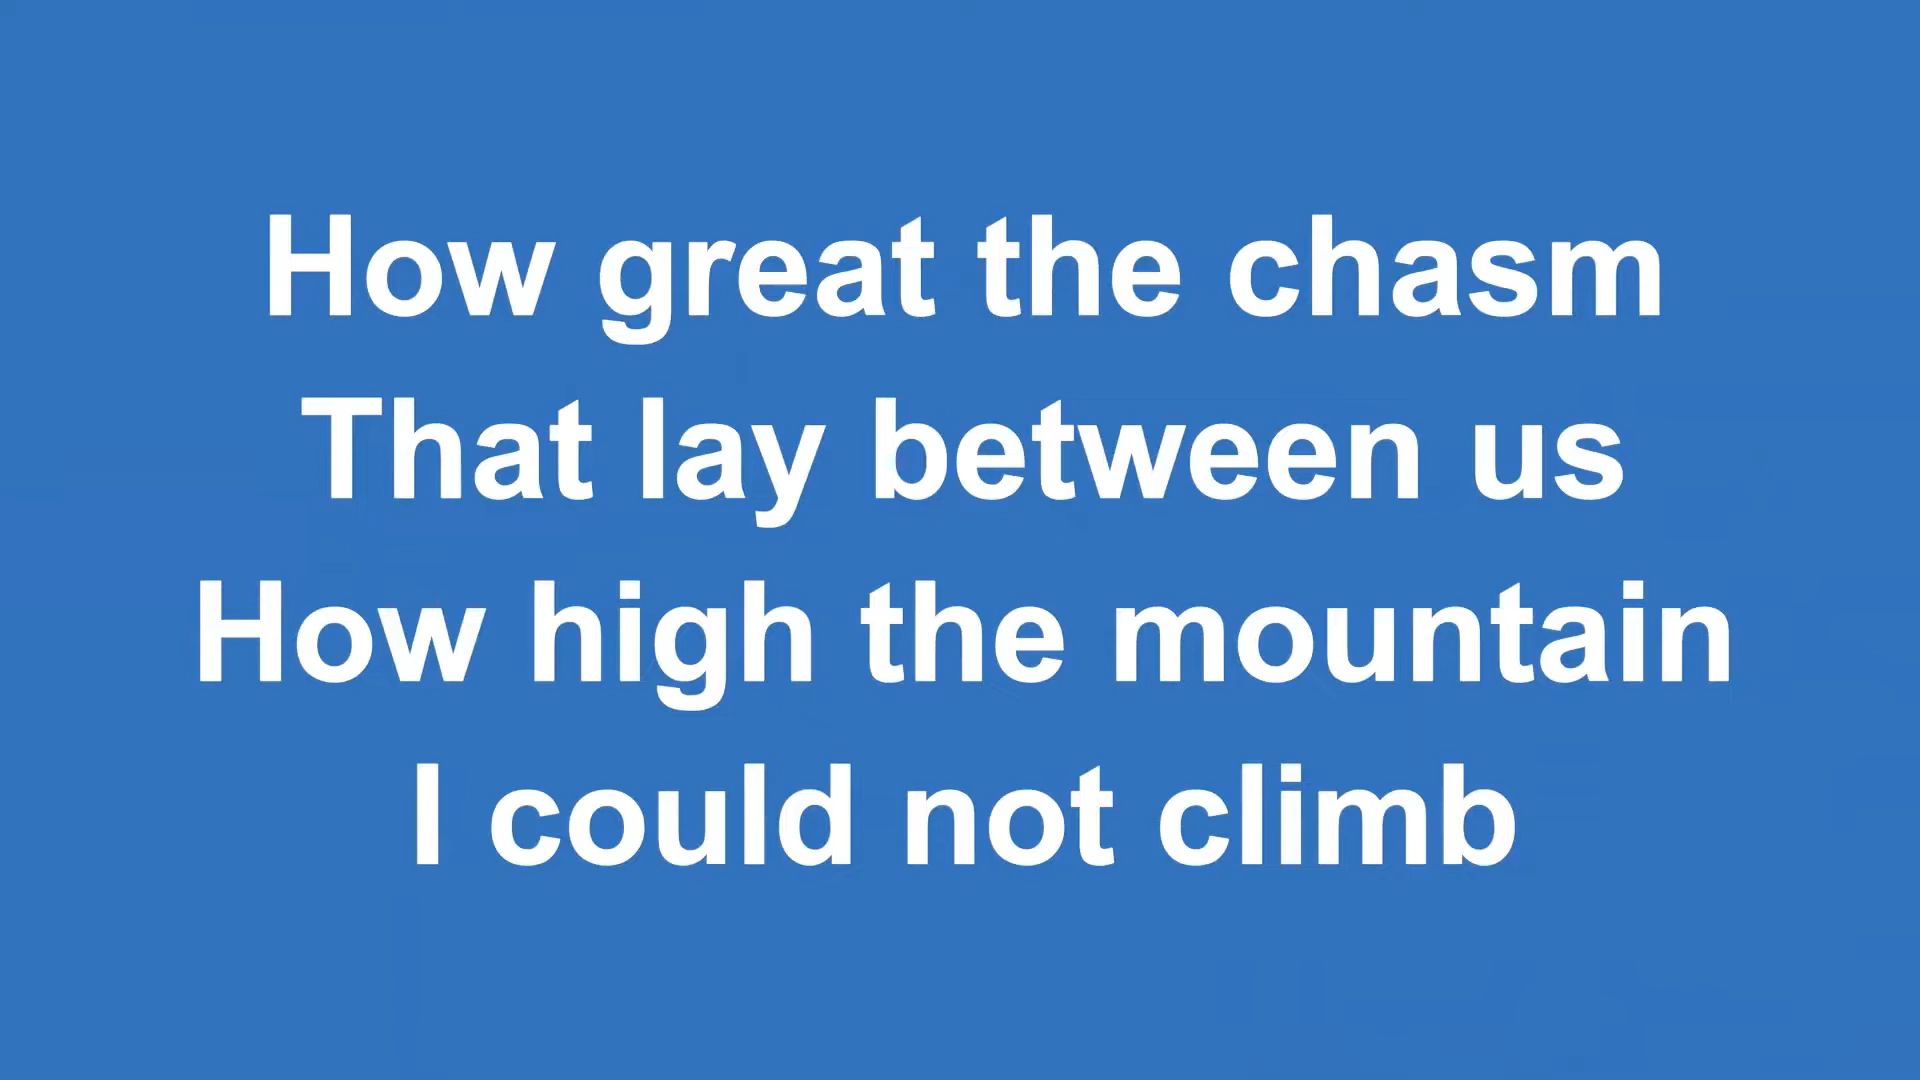 How great the chasm
That lay between us
How high the mountain
I could not climb